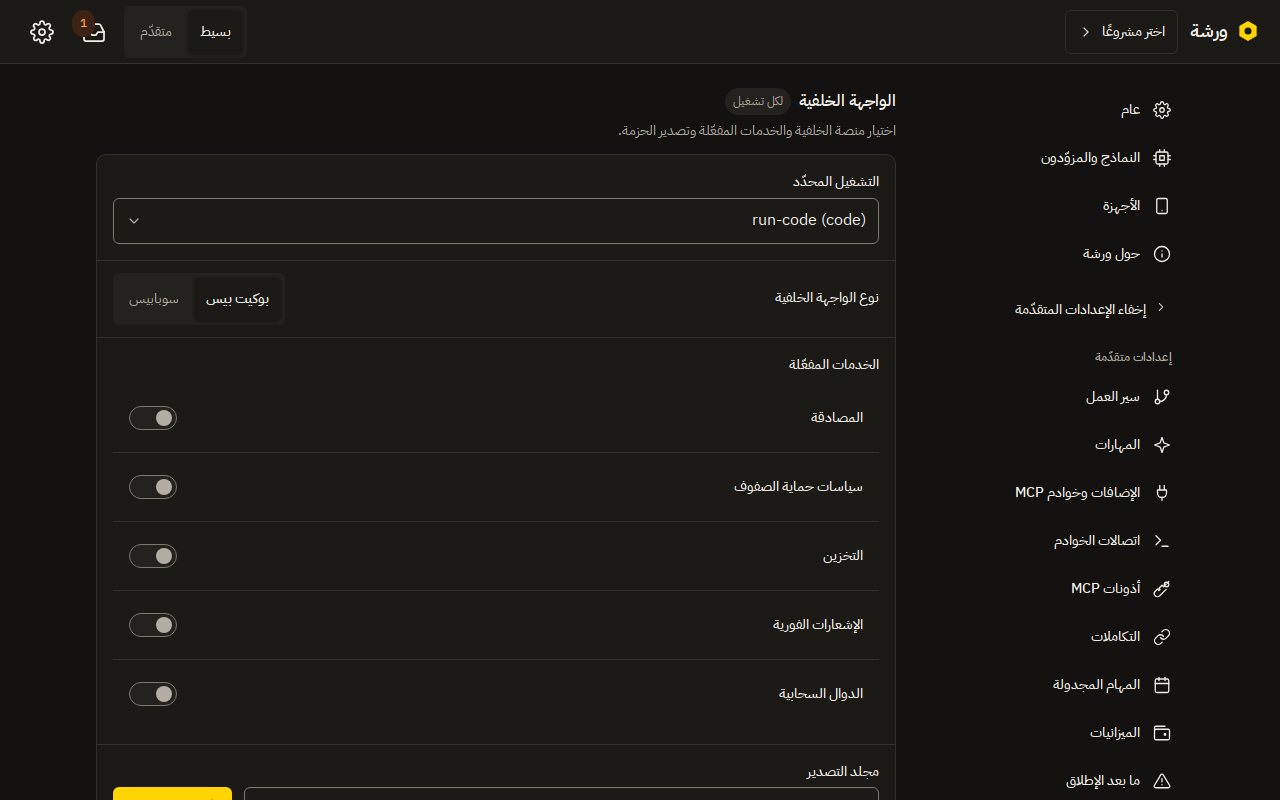 ورشة
اختر مشروعًا
بسيط
متقدّم
1
عام
النماذج والمزوّدون
الأجهزة
حول ورشة
إخفاء الإعدادات المتقدّمة
إعدادات متقدّمة
سير العمل
المهارات
الإضافات وخوادم MCP
اتصالات الخوادم
أذونات MCP
التكاملات
المهام المجدولة
الميزانيات
ما بعد الإطلاق
الواجهة الخلفية
لكل تشغيل
اختيار منصة الخلفية والخدمات المفعّلة وتصدير الحزمة.
التشغيل المحدّد
run-code (code)
نوع الواجهة الخلفية
بوكيت بيس
سوبابيس
الخدمات المفعّلة
المصادقة
سياسات حماية الصفوف
التخزين
الإشعارات الفورية
الدوال السحابية
مجلد التصدير